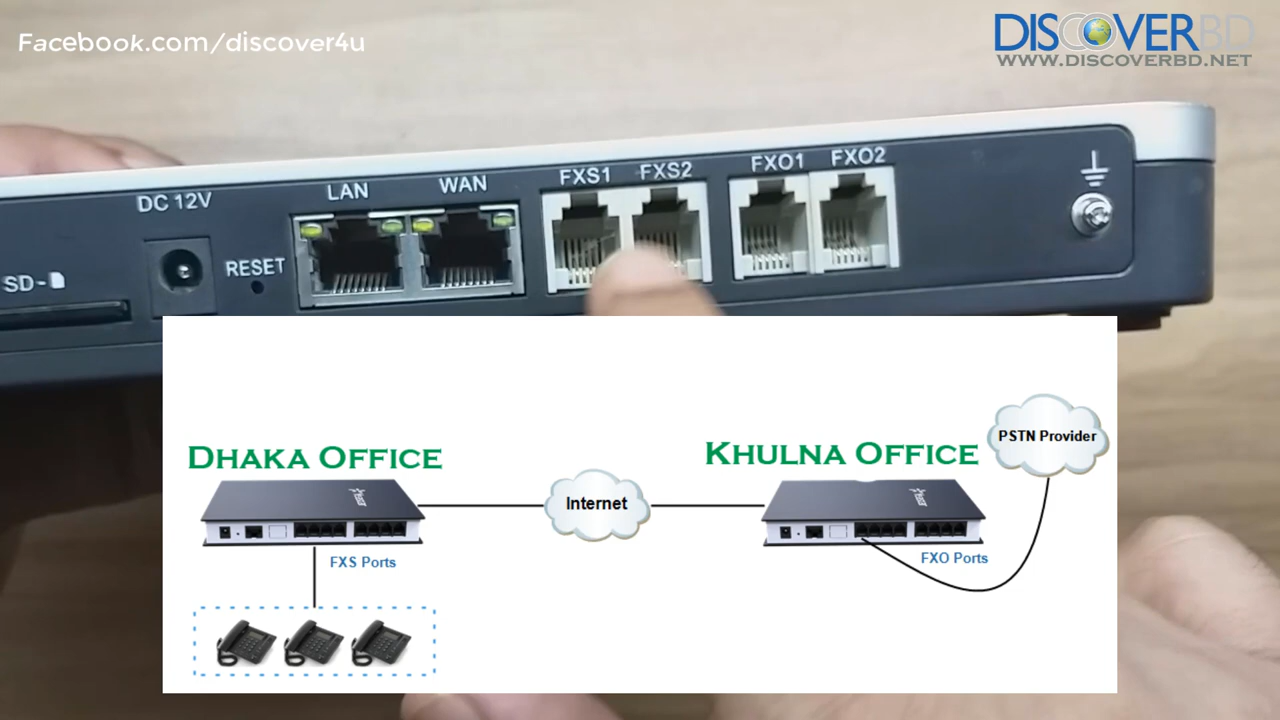 Facebook.com/discover4u
DISCOVERBD
WWW.DISCOVERBD.NET
DC 12V
LAN
WAN
FXS1
FXS2
FXO1
FXO2
SD-
RESET
DHAKA OFFICE
KHULNA OFFICE
PSTN Provider
Internet
FXS Ports
FXO Ports